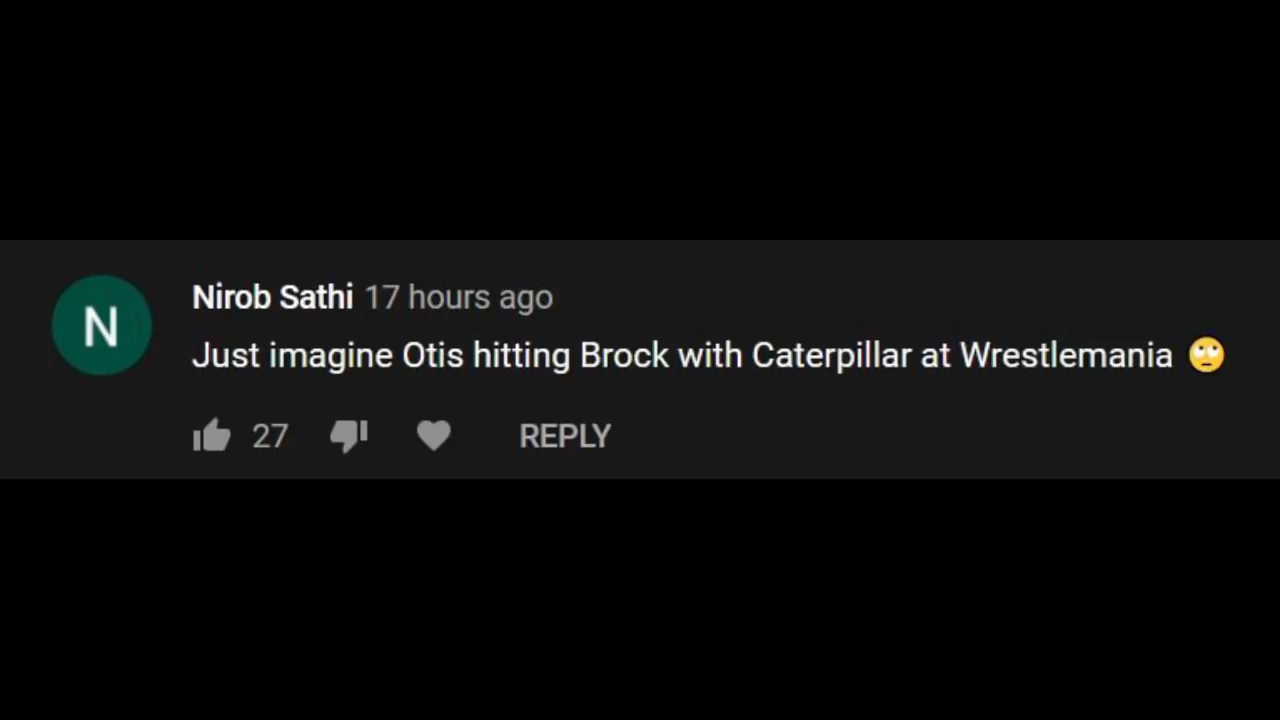 N
Nirob Sathi 17 hours ago
Just imagine Otis hitting Brock with Caterpillar at Wrestlemania 🙄
27 REPLY